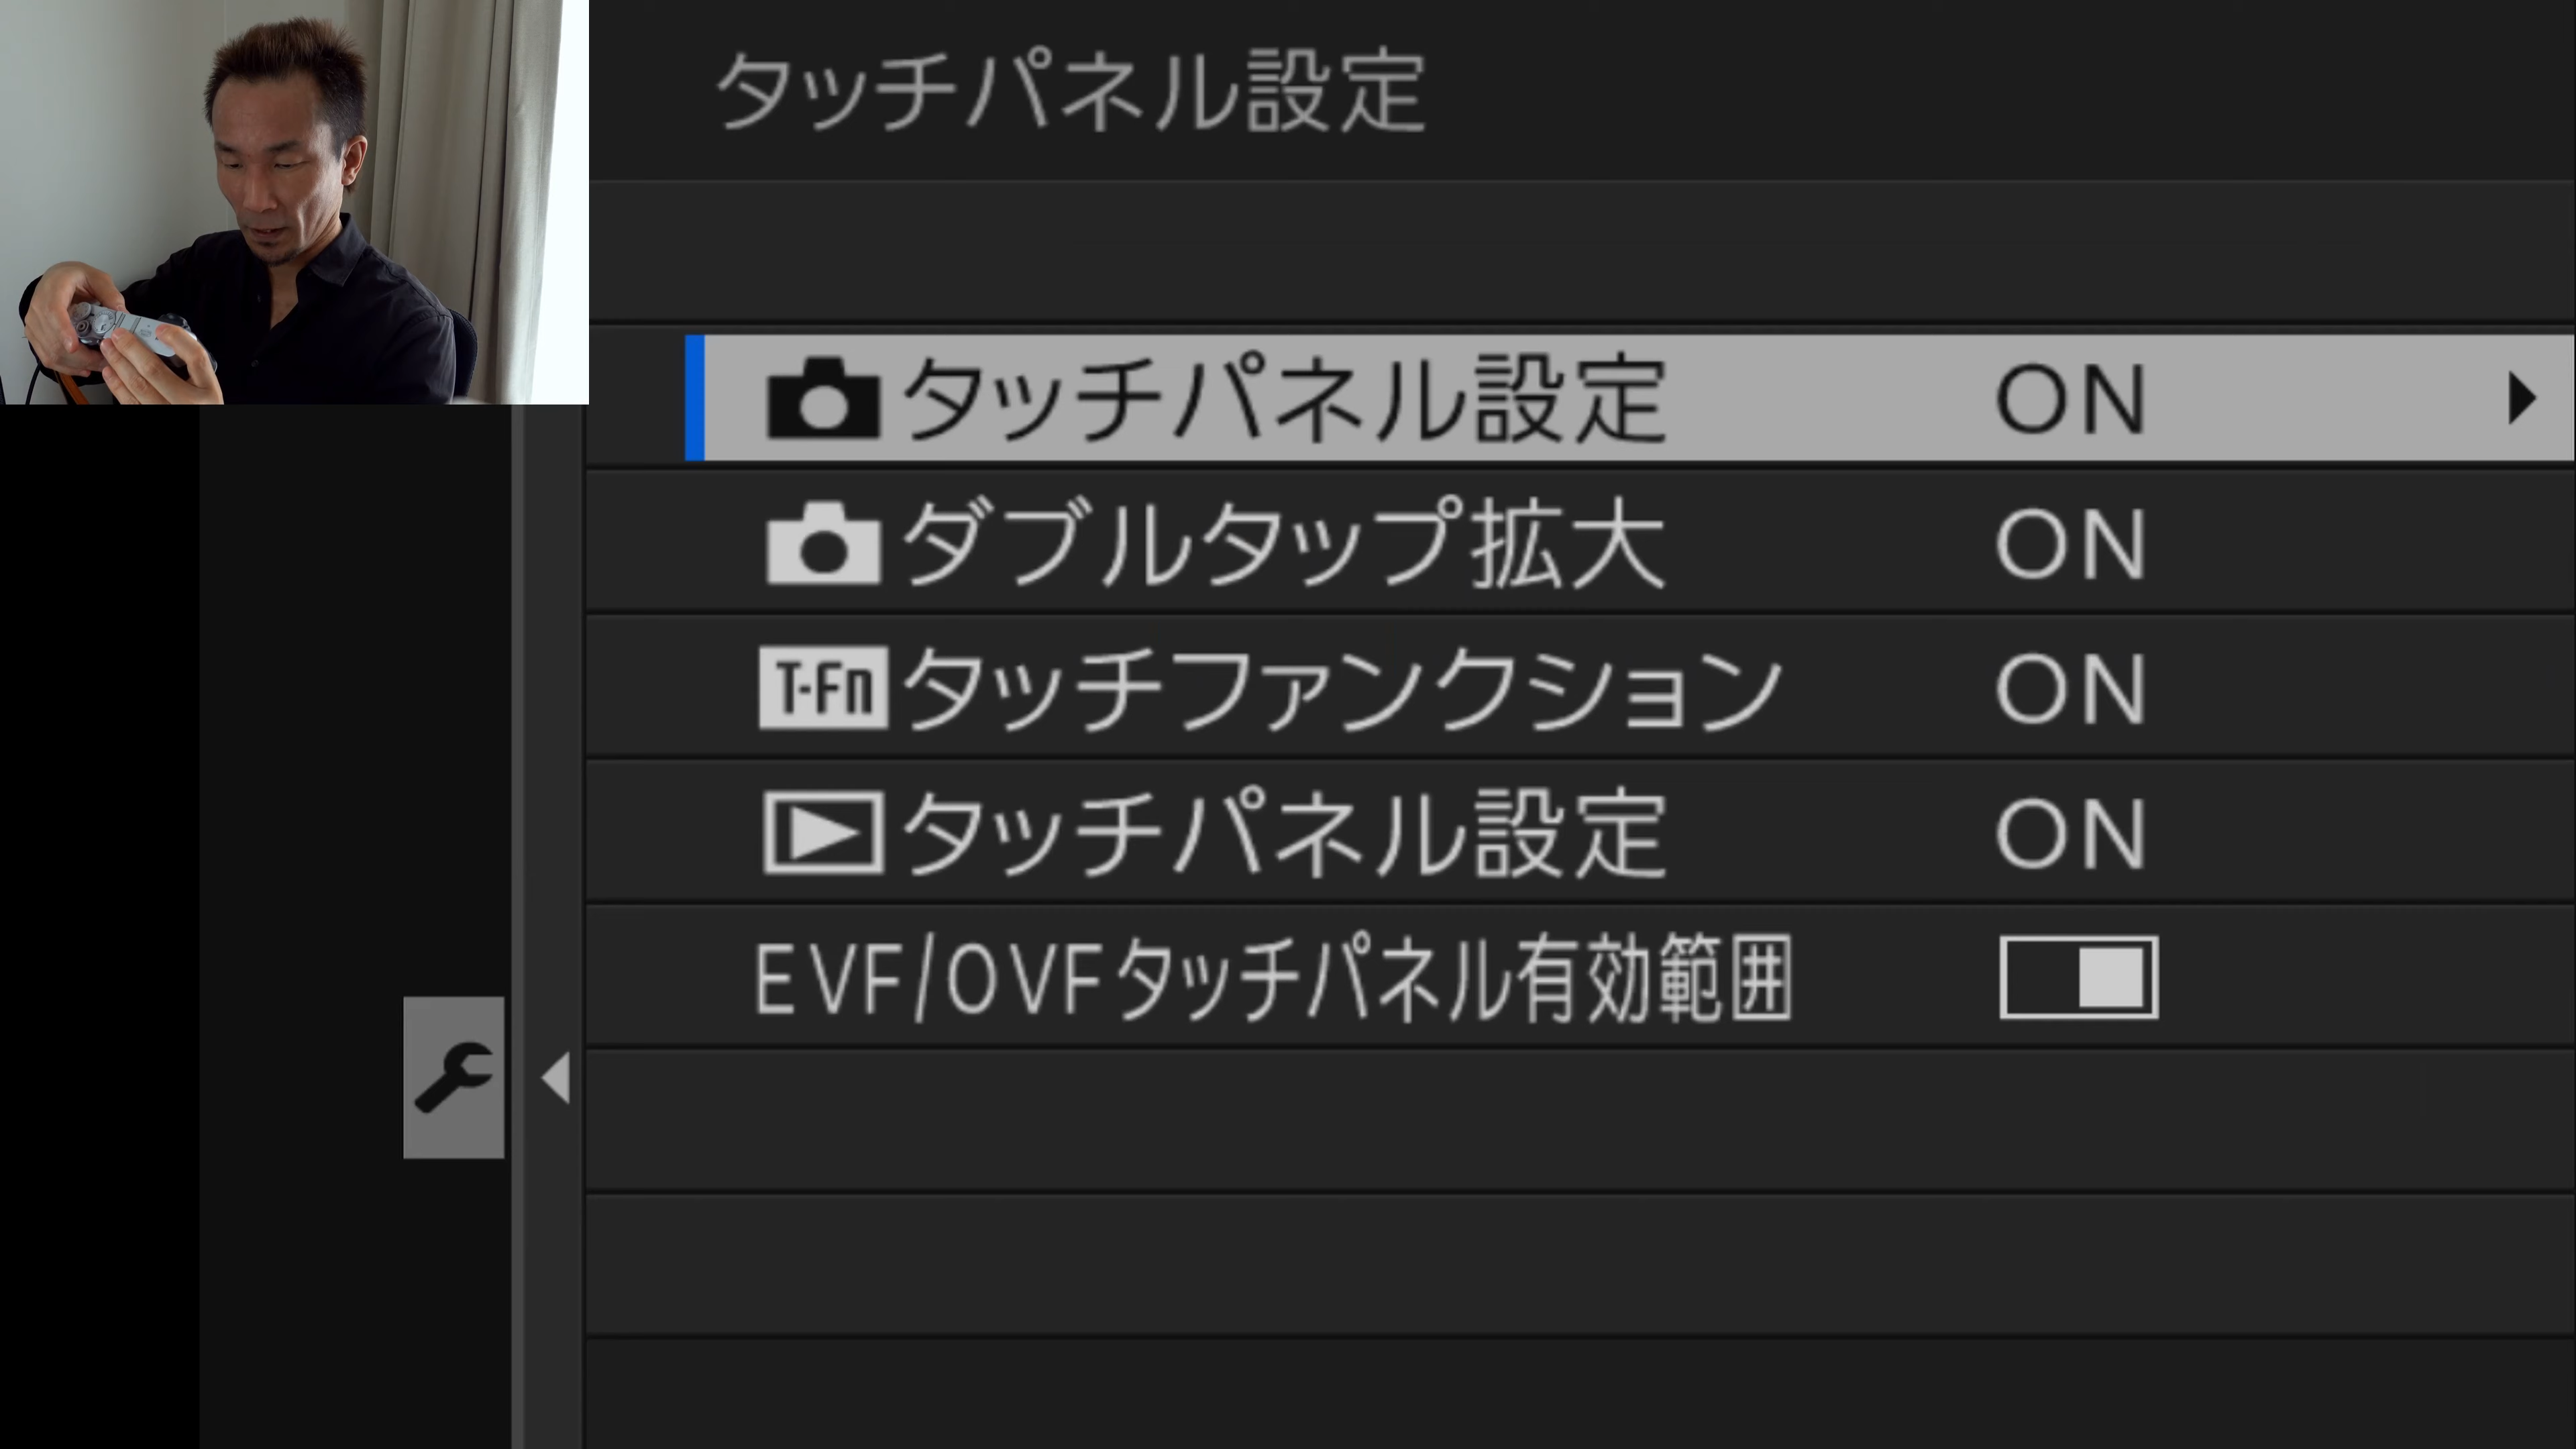 タッチパネル設定
タッチパネル設定 ON
ダブルタップ拡大 ON
T-Fn タッチファンクション ON
タッチパネル設定 ON
EVF/OVFタッチパネル有効範囲